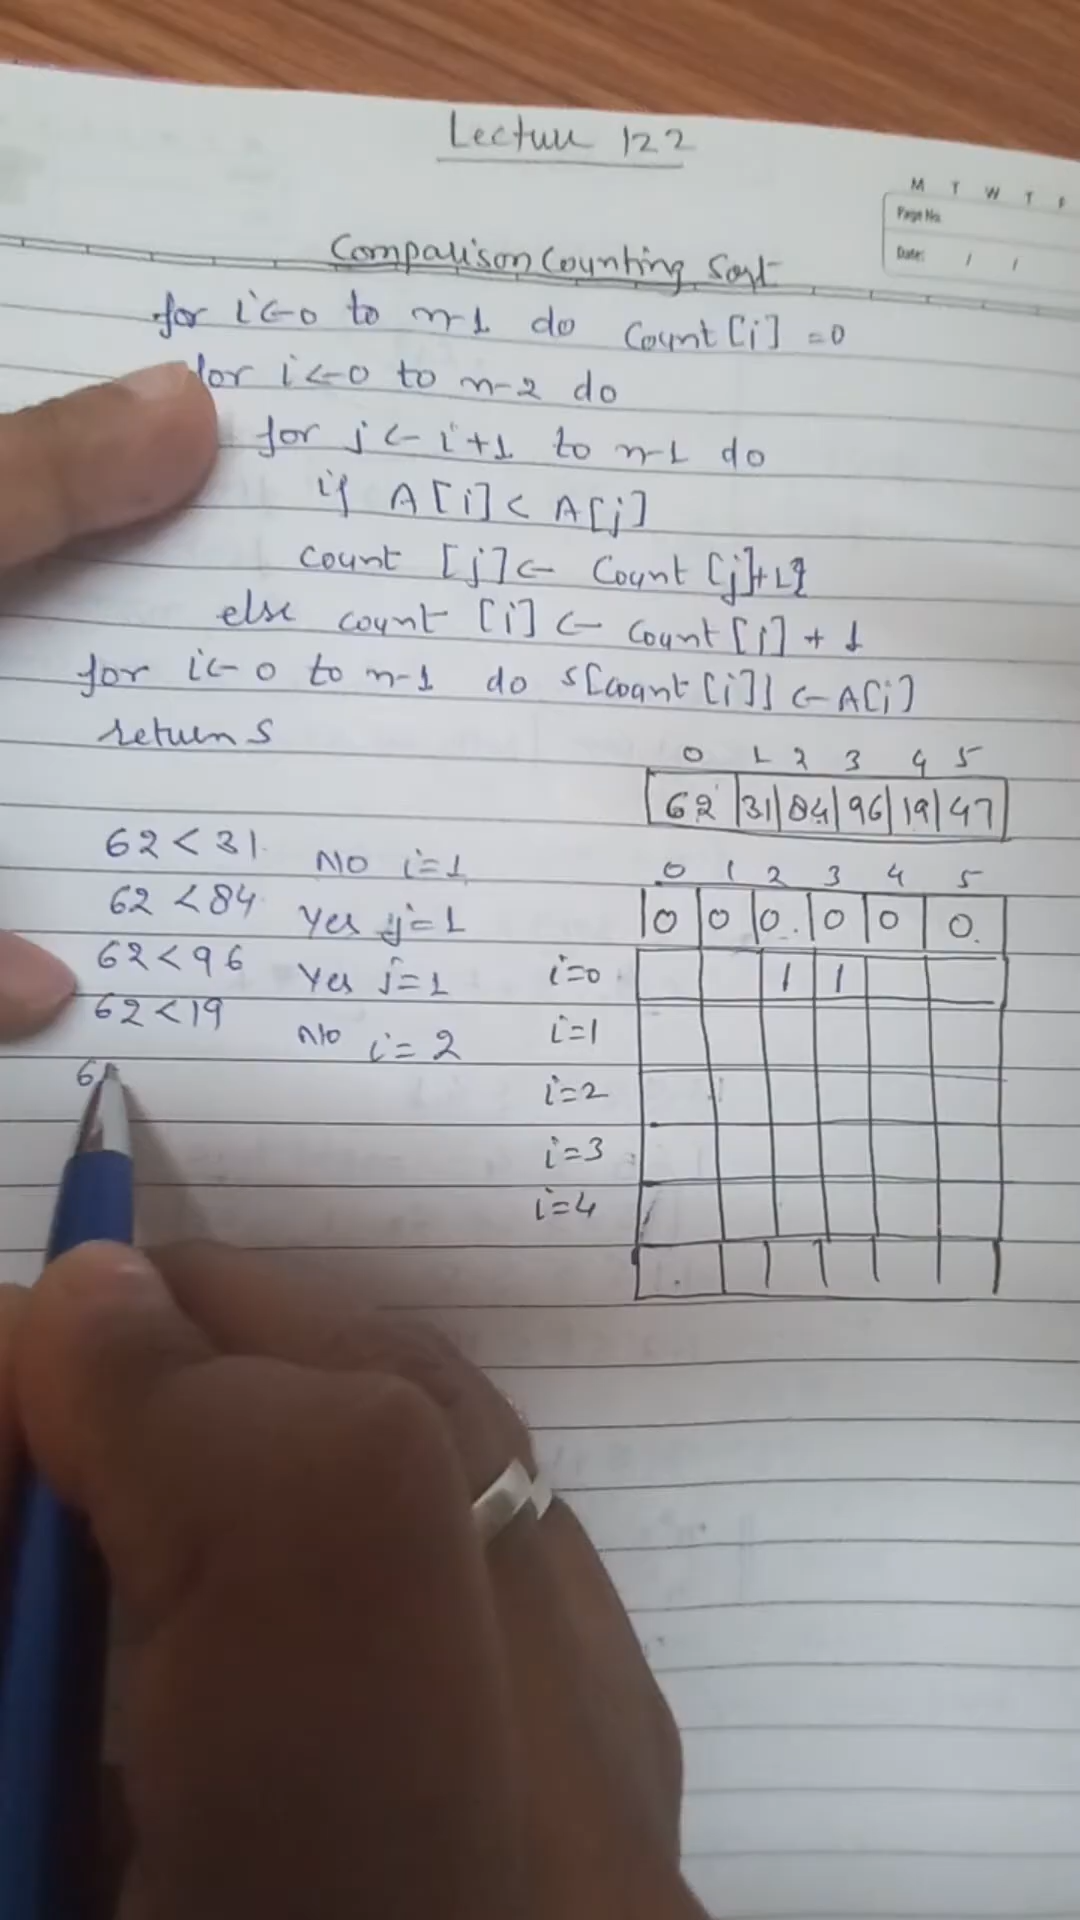 Lecture 122
M T W T F
Page No.
Date: / /
Comparison Counting Sort
for i<-0 to n-1 do Count[i] =0
for i<-0 to n-2 do
for j<-i+1 to n-1 do
if A[i]< A[j]
Count [j]<- Count [j]+1}
else count [i] <- Count[i] + 1
for i<-0 to n-1 do S[Count[i]] <-A[i]
return S
0 1 2 3 4 5
62 31 84 96 19 47
62<31 No i=1
0 1 2 3 4 5
62 <84 Yes j=1
0 0 0 0 0 0
62<96 Yes j=1
i=0 1 1
62<19 No i=2
i=1
6
i=2
i=3
i=4